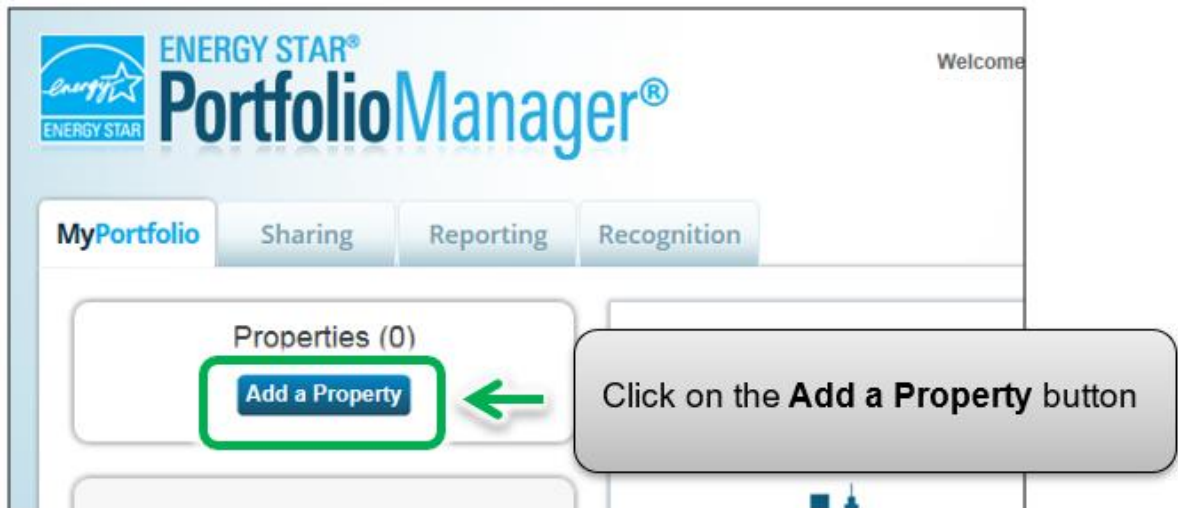 ENERGY STAR®
Welcome
energy
ENERGY STAR
PortfolioManager®
MyPortfolio Sharing Reporting Recognition
Properties (0)
Add a Property
Click on the Add a Property button